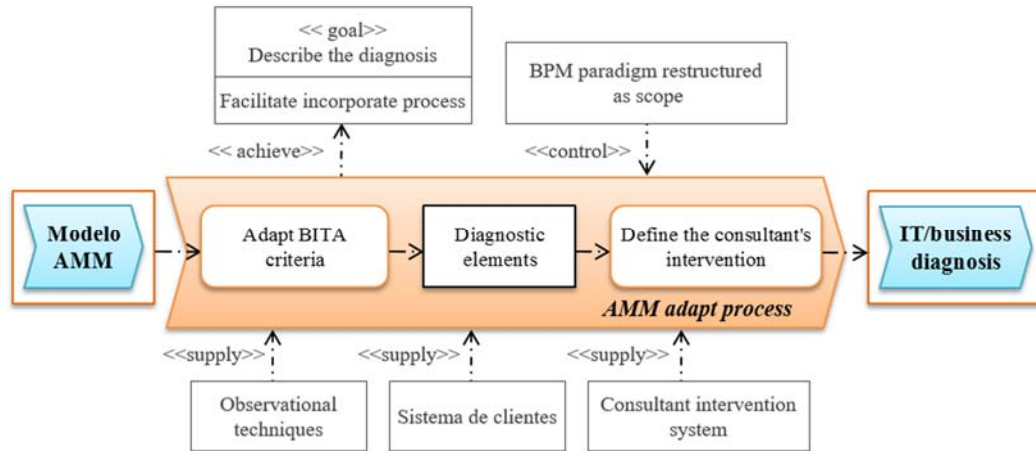 << goal>>
Describe the diagnosis
Facilitate incorporate process
BPM paradigm restructured
as scope
<< achieve>>
<<control>>
Modelo
AMM
Adapt BITA
criteria
Diagnostic
elements
Define the consultant's
intervention
AMM adapt process
IT/business
diagnosis
<<supply>>
<<supply>>
<<supply>>
Observational
techniques
Sistema de clientes
Consultant intervention
system